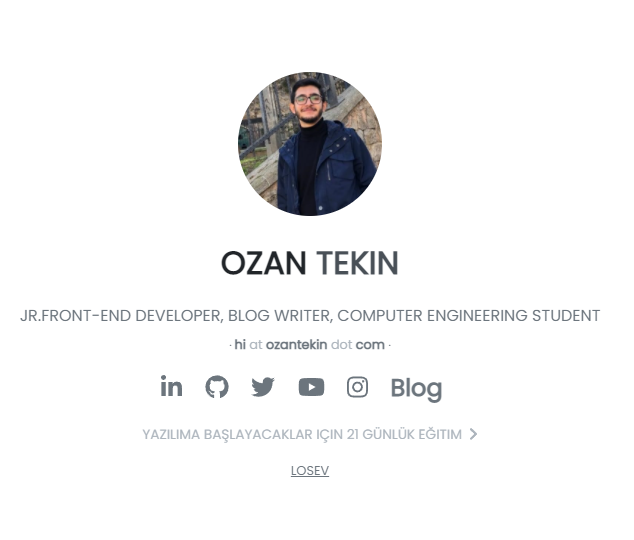 OZAN TEKIN
JR.FRONT-END DEVELOPER, BLOG WRITER, COMPUTER ENGINEERING STUDENT
· hi at ozantekin dot com ·
in Blog
YAZILIMA BAŞLAYACAKLAR IÇIN 21 GÜNLÜK EĞITIM
LOSEV